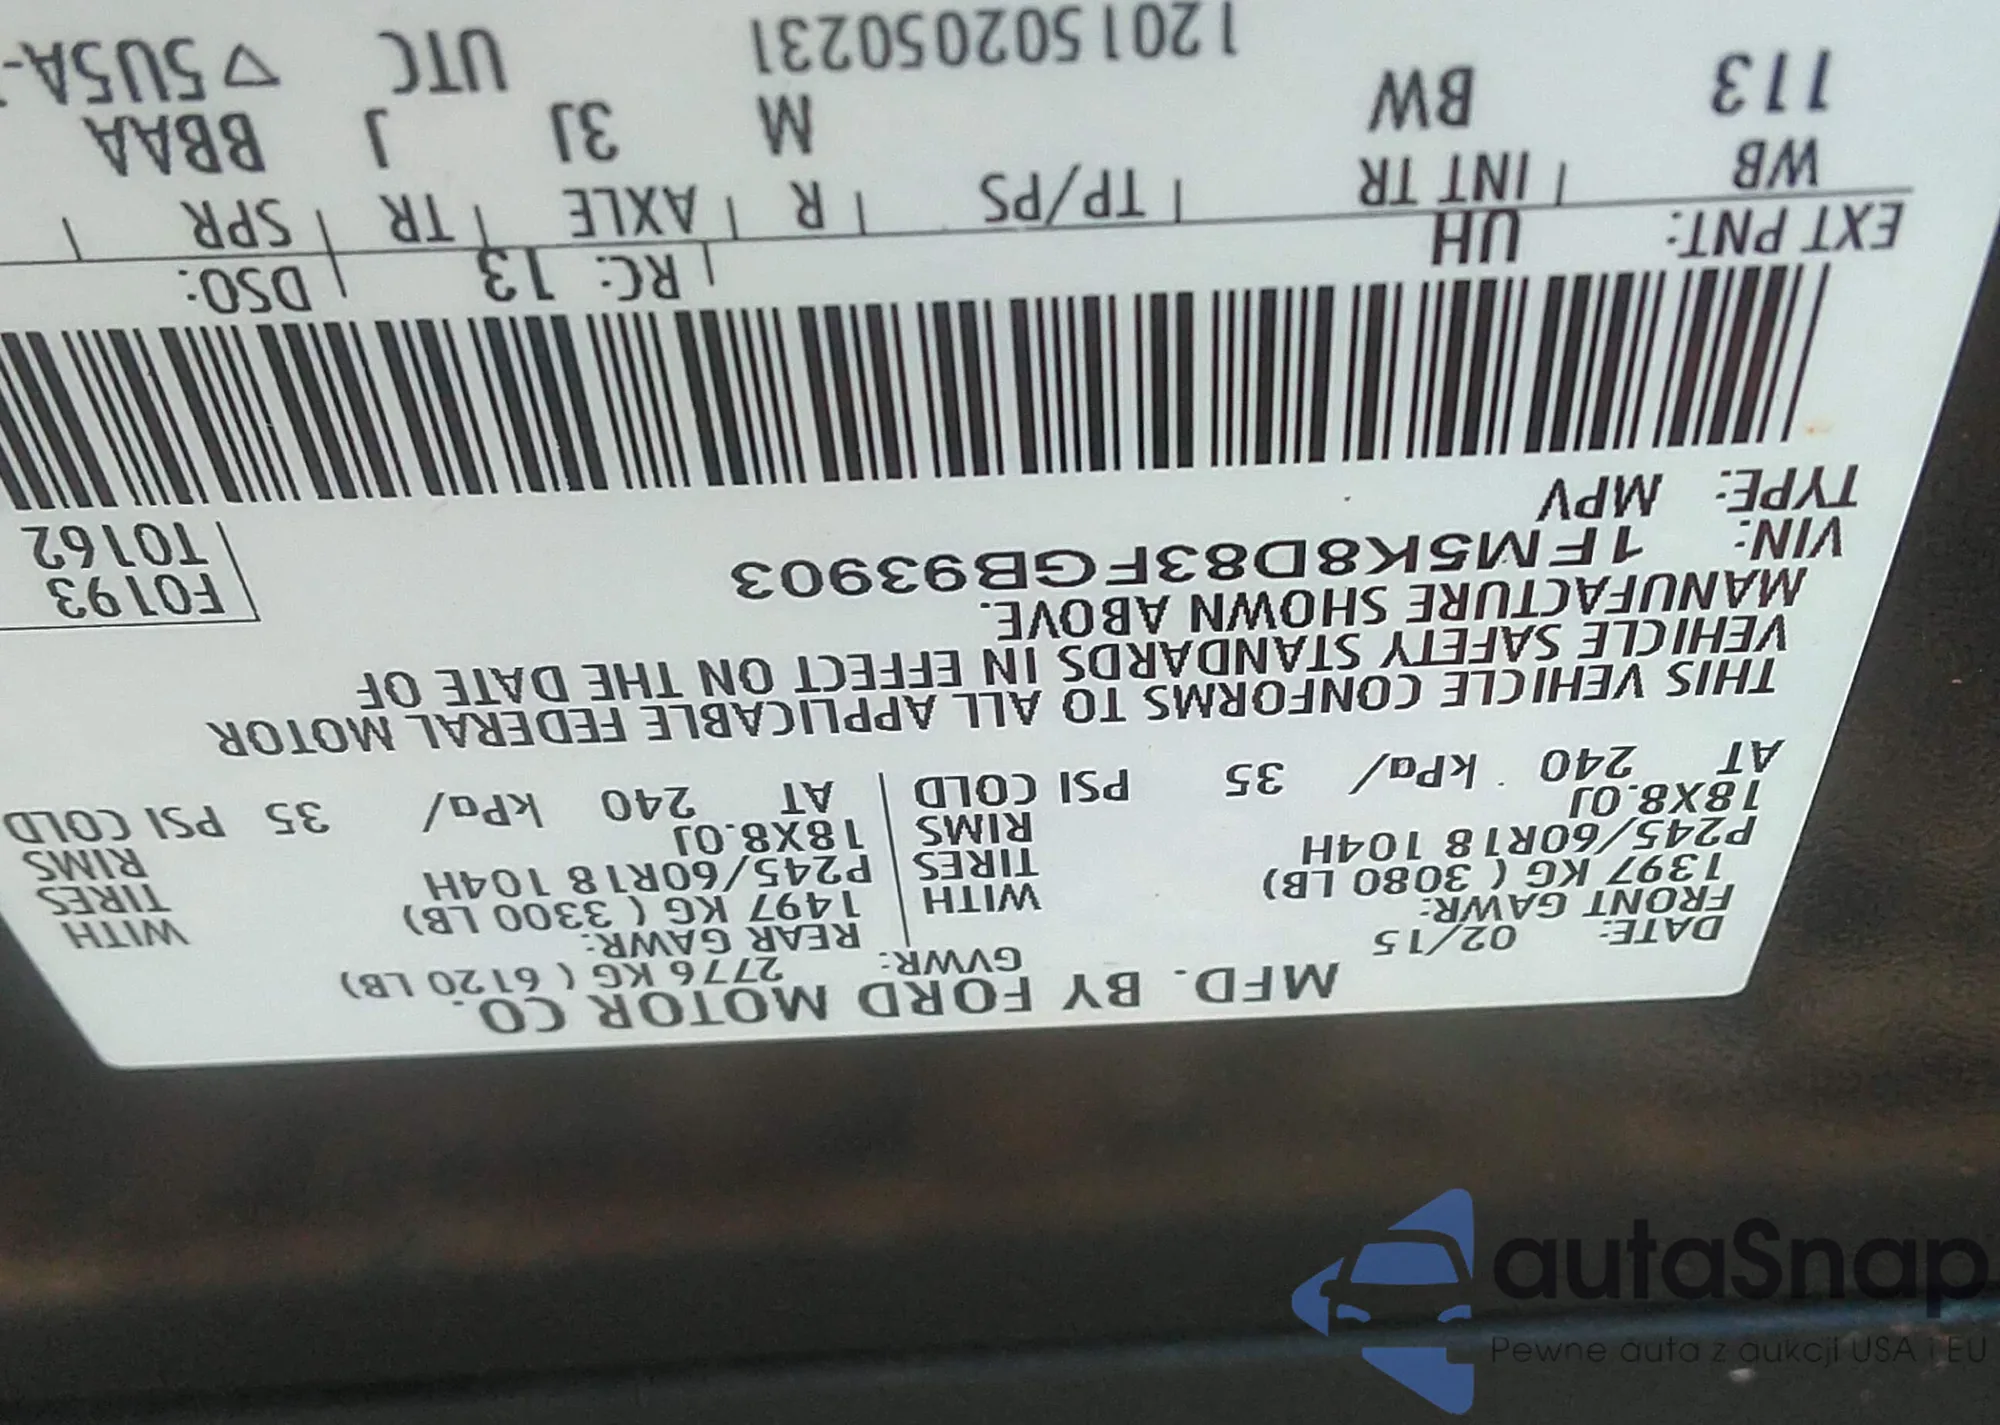 MFD. BY FORD MOTOR CO.
DATE: 02/15 GVWR: 2776 KG ( 6120 LB)
FRONT GAWR: REAR GAWR:
1397 KG ( 3080 LB) WITH 1497 KG ( 3300 LB) WITH
P245/60R18 104H TIRES P245/60R18 104H TIRES
18X8.0J RIMS 18X8.0J RIMS
AT 240 kPa/ 35 PSI COLD AT 240 kPa/ 35 PSI COLD
THIS VEHICLE CONFORMS TO ALL APPLICABLE FEDERAL MOTOR
VEHICLE SAFETY STANDARDS IN EFFECT ON THE DATE OF
MANUFACTURE SHOWN ABOVE.
VIN: 1FM5K8D83FGB93903 F0193
TYPE: MPV T0162
EXT PNT: UH RC: 13 DSO:
WB INT TR TP/PS R AXLE TR SPR
113 BW M 3J J BBAA
1201502050231 UTC ▽5U5A-
autaSnap
Pewne auta z aukcji USA i EU